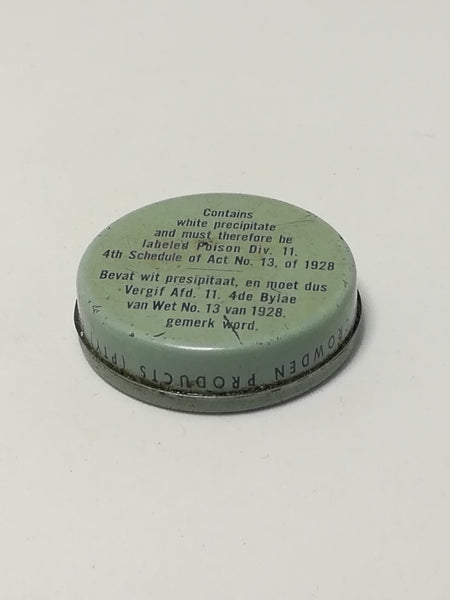 Contains
white precipitate
and must therefore be
labeled Poison Div. 11,
4th Schedule of Act No. 13, of 1928
Bevat wit presipitaat, en moet dus
Vergif Afd. 11. 4de Bylae
van Wet No. 13 van 1928,
gemerk word.
ROWDEN PRODUCTS (PTY